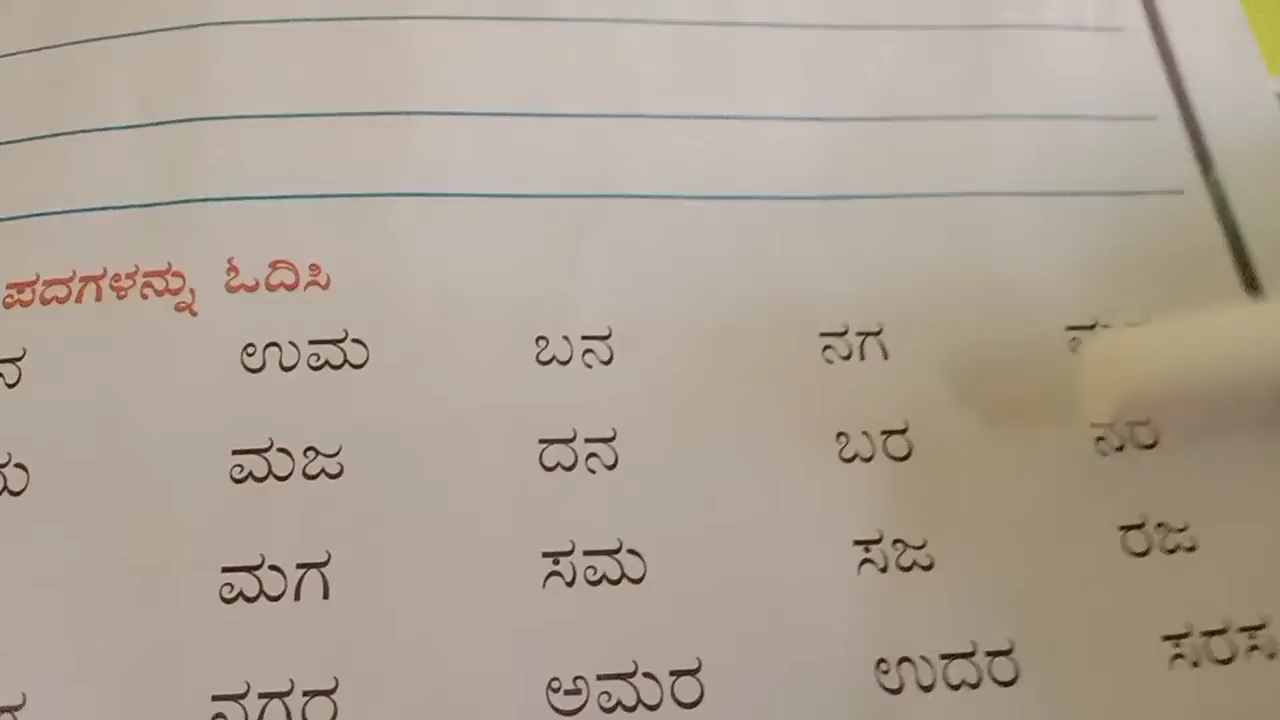 ಪದಗಳನ್ನು ಓದಿಸಿ
ಉಮ ಬನ ನಗ
ಮಜ ದನ ಬರ ನರ
ಮಗ ಸಮ ಸಜ ರಜ
ನಗರ ಅಮರ ಉದರ ಸರಸ